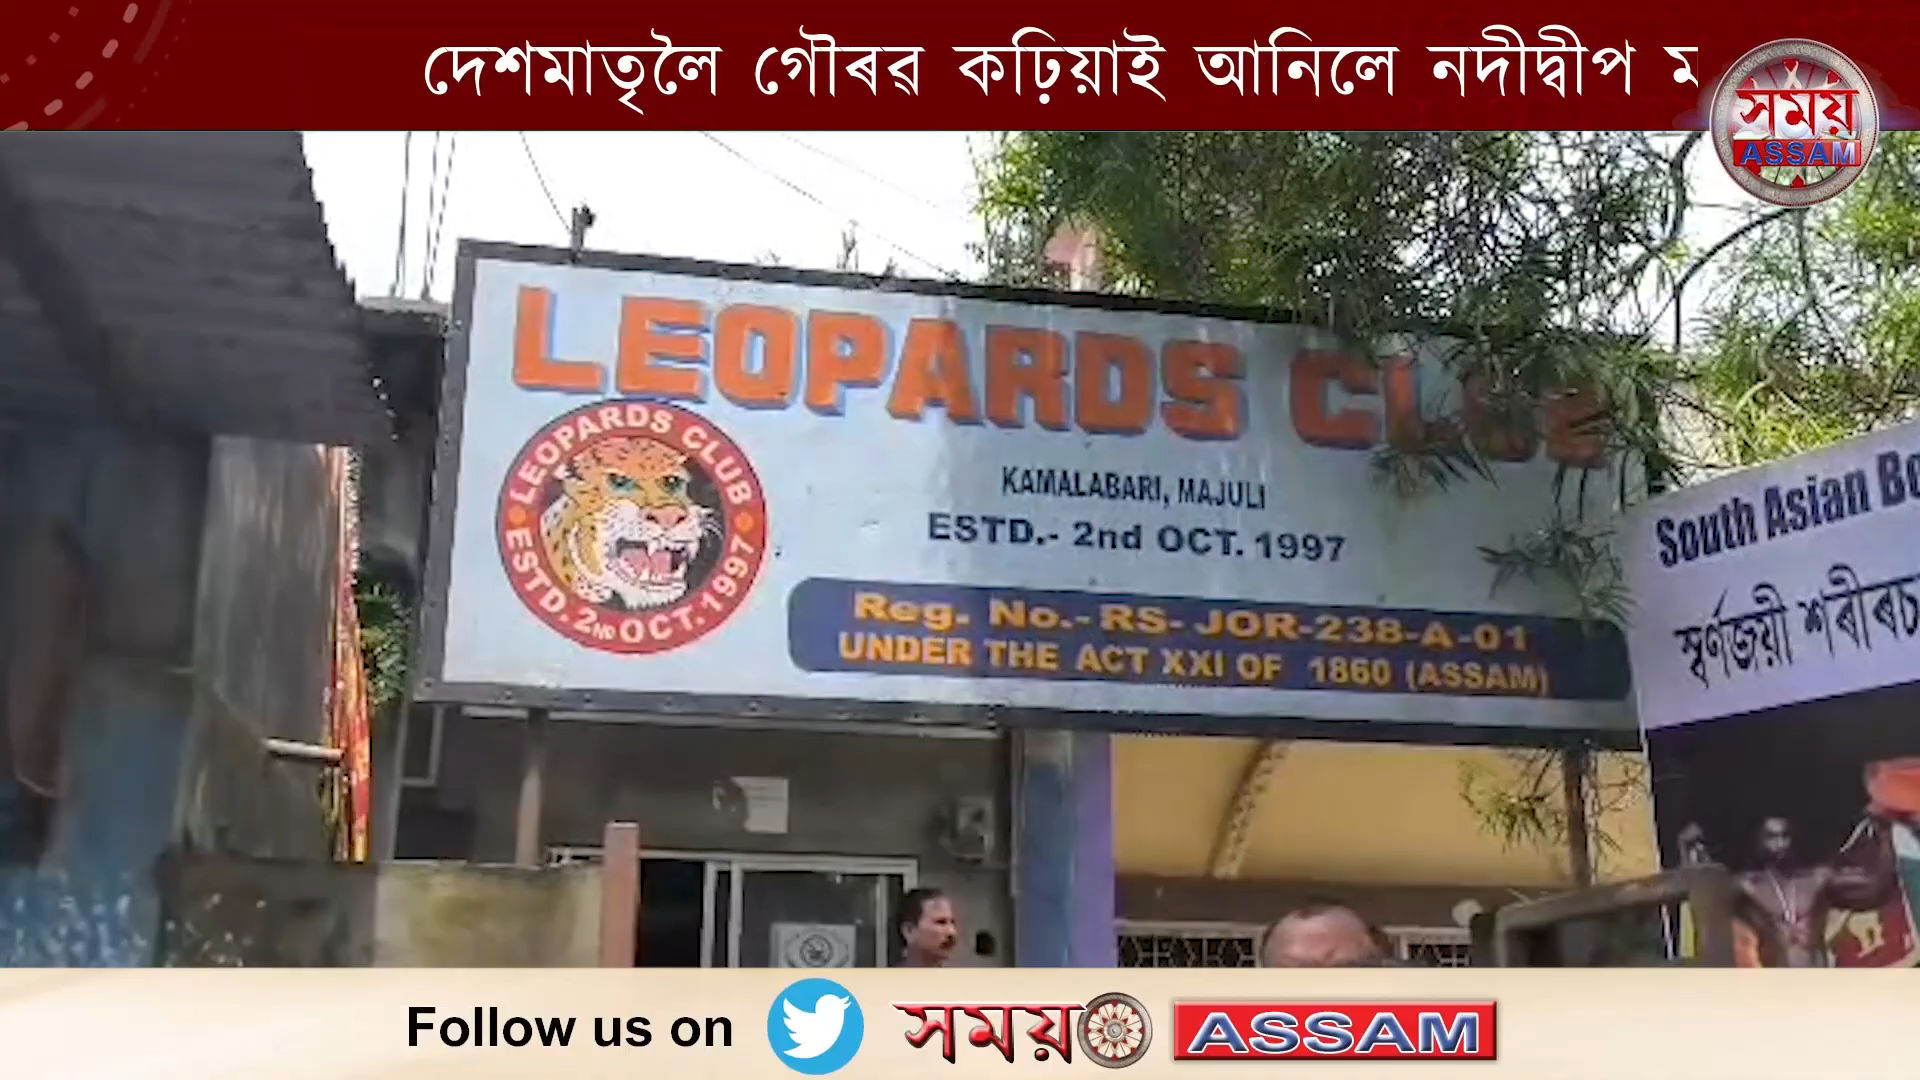 দেশমাতৃলৈ গৌৰৱ কঢ়িয়াই আনিলে নদীদ্বীপ
সময়
ASSAM
LEOPARDS CLUB
LEOPARDS CLUB
ESTD. 2ND OCT. 1997
KAMALABARI, MAJULI
ESTD.- 2nd OCT. 1997
Reg. No.- RS- JOR-238-A-01
UNDER THE ACT XXI OF 1860 (ASSAM)
South Asian
স্বৰ্ণজয়ী
Follow us on
সময় ASSAM